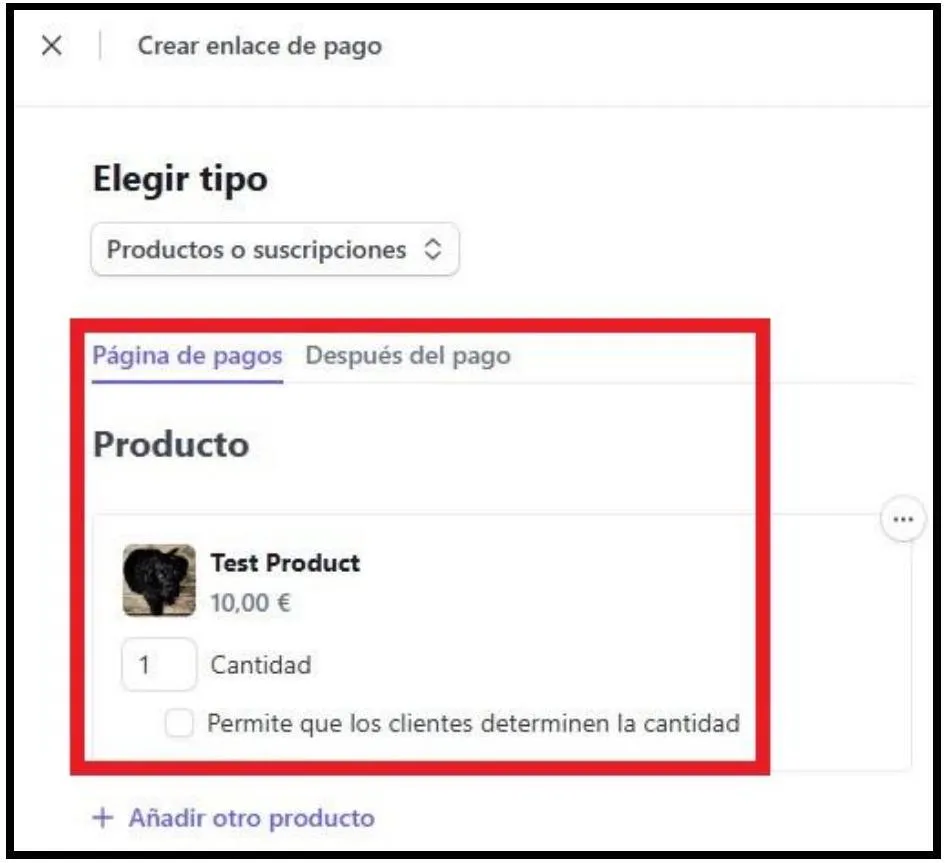 Crear enlace de pago
Elegir tipo
Productos o suscripciones
Página de pagos Después del pago
Producto
Test Product
10,00 €
1 Cantidad
Permite que los clientes determinen la cantidad
+ Añadir otro producto